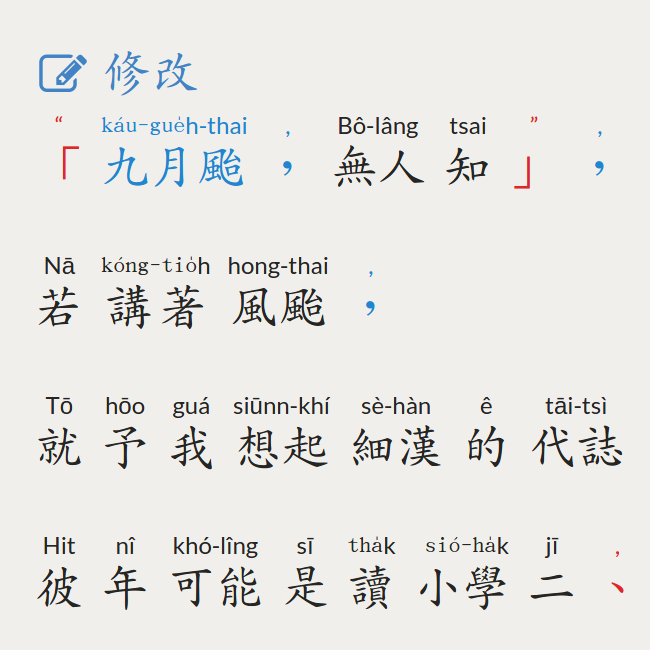 修改
“ káu-gue̍h-thai , Bô-lâng tsai ” ,
「九月颱，無人知」，
Nā kóng-tio̍h hong-thai ,
若講著風颱，
Tō hōo guá siūnn-khí sè-hàn ê tāi-tsì
就予我想起細漢的代誌
Hit nî khó-lîng sī tha̍k sió-ha̍k jī ,
彼年可能是讀小學二、